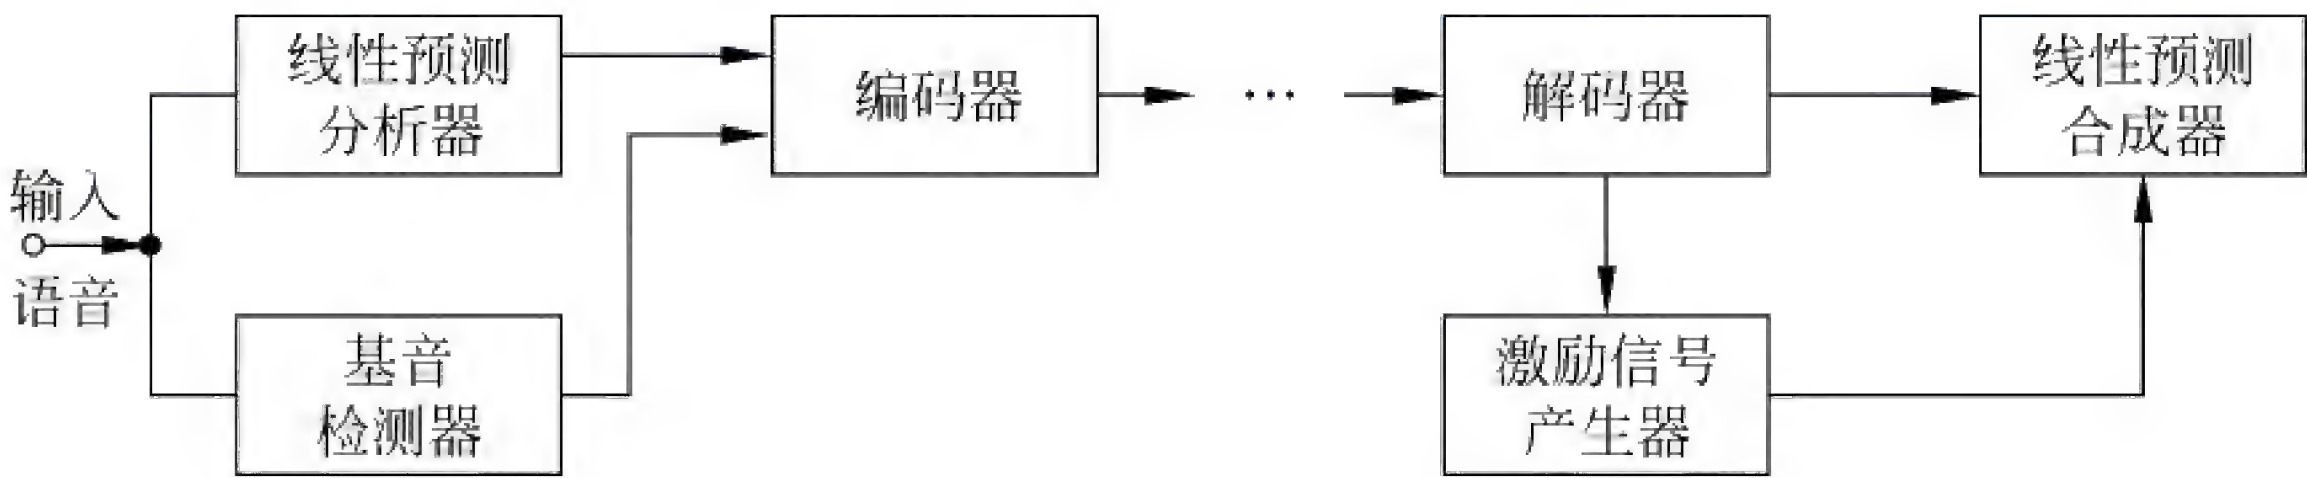 输入
语音
线性预测
分析器
基音
检测器
编码器
…
解码器
激励信号
产生器
线性预测
合成器